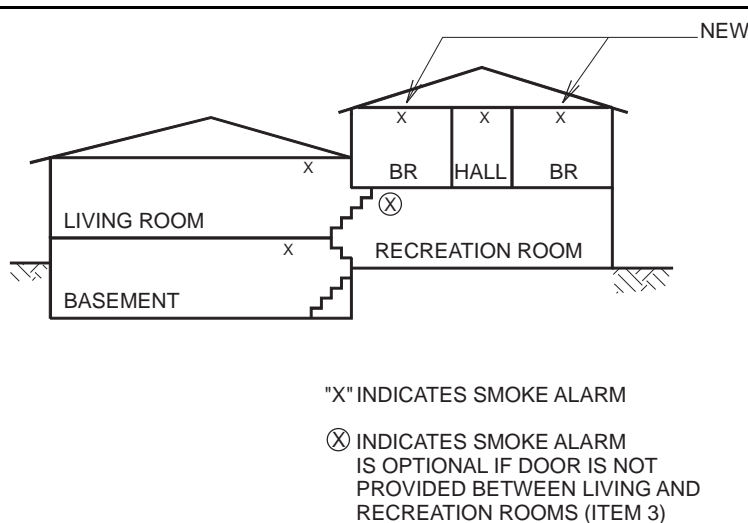 NEW
X X X
BR HALL BR
X
LIVING ROOM
X
X
RECREATION ROOM
BASEMENT
"X" INDICATES SMOKE ALARM
X INDICATES SMOKE ALARM
IS OPTIONAL IF DOOR IS NOT
PROVIDED BETWEEN LIVING AND
RECREATION ROOMS (ITEM 3)